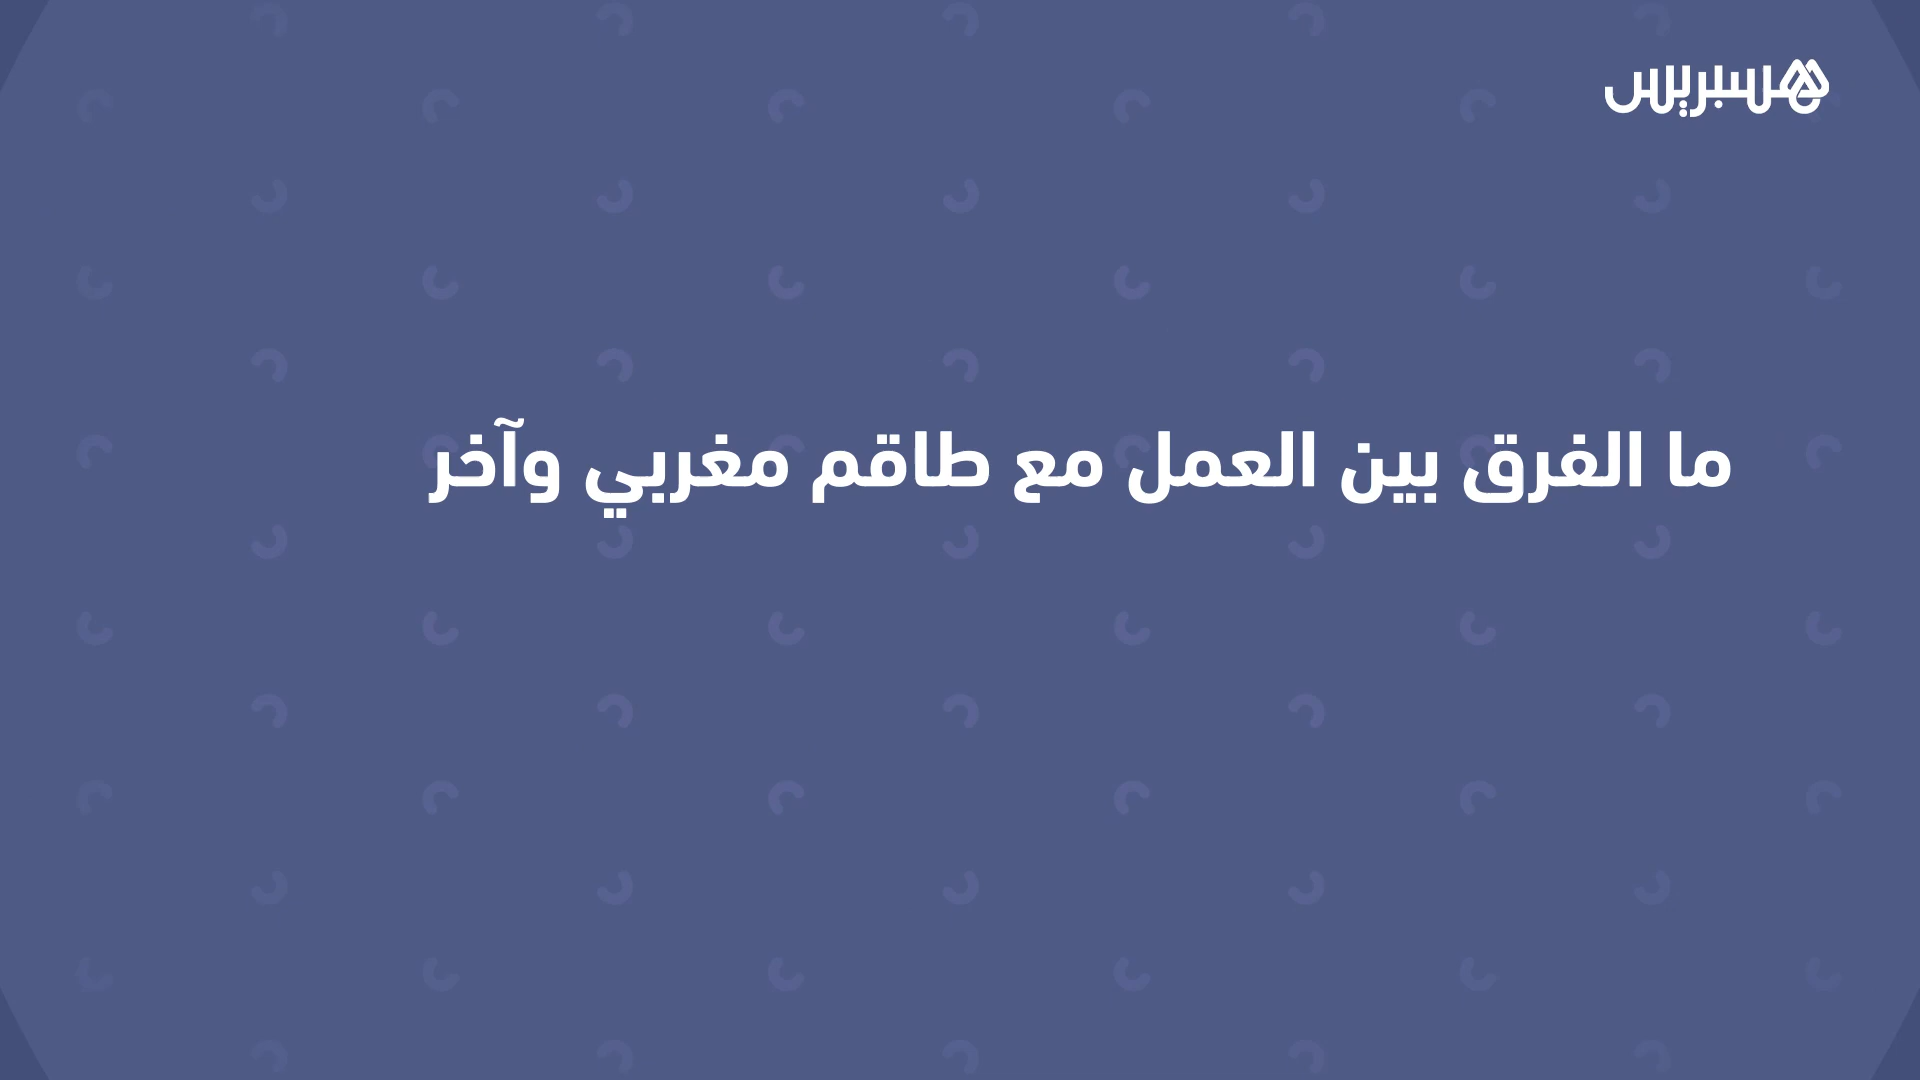 هسبريس
ما الفرق بين العمل مع طاقم مغربي وآخر